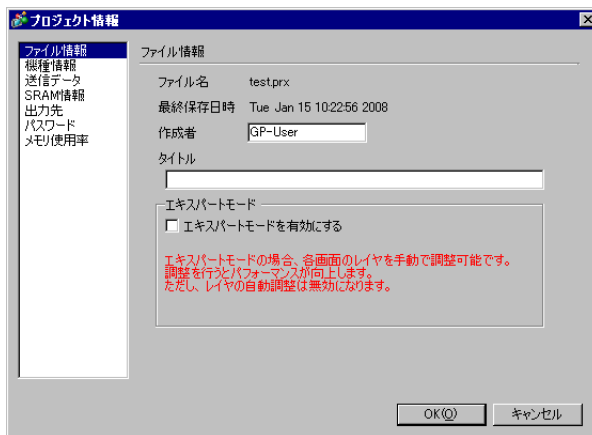 プロジェクト情報
ファイル情報
機種情報
送信データ
SRAM情報
出力先
パスワード
メモリ使用率
ファイル情報
ファイル名 test.prx
最終保存日時 Tue Jan 15 10:22:56 2008
作成者 GP-User
タイトル
エキスパートモード
エキスパートモードを有効にする
エキスパートモードの場合、各画面のレイヤを手動で調整可能です。
調整を行うとパフォーマンスが向上します。
ただし、レイヤの自動調整は無効になります。
OK(O) キャンセル